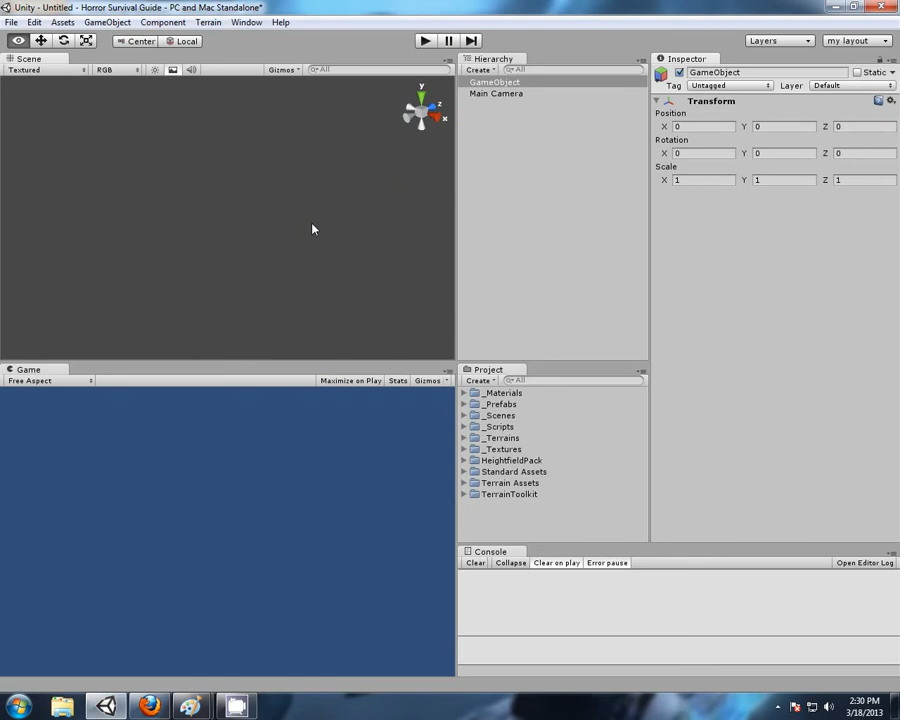 Unity - Untitled - Horror Survival Guide - PC and Mac Standalone*
File Edit Assets GameObject Component Terrain Window Help
Center Local Layers my layout
Scene
Textured RGB Gizmos All
y
z
x
Hierarchy
Create All
GameObject
Main Camera
Inspector
GameObject Static
Tag Untagged Layer Default
Transform
Position
X 0 Y 0 Z 0
Rotation
X 0 Y 0 Z 0
Scale
X 1 Y 1 Z 1
Game
Free Aspect Maximize on Play Stats Gizmos
Project
Create All
_Materials
_Prefabs
_Scenes
_Scripts
_Terrains
_Textures
HeightfieldPack
Standard Assets
Terrain Assets
TerrainToolkit
Console
Clear Collapse Clear on play Error pause Open Editor Log
2:30 PM
3/18/2013